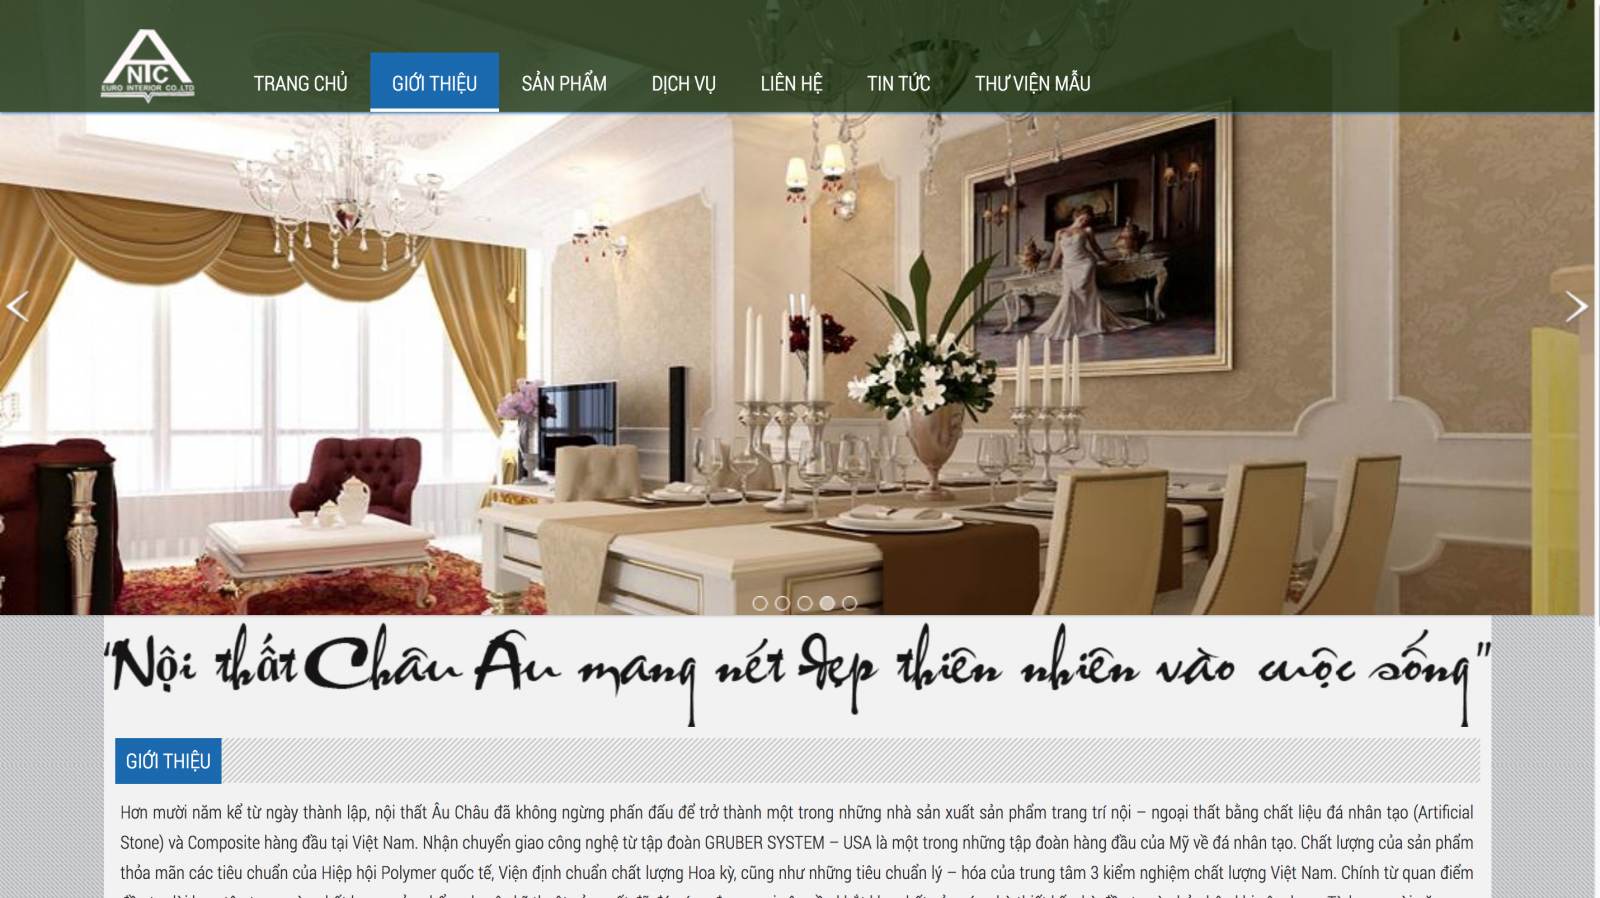 NTC
EURO INTERIOR CO.,LTD
TRANG CHỦ GIỚI THIỆU SẢN PHẨM DỊCH VỤ LIÊN HỆ TIN TỨC THƯ VIỆN MẪU
“Nội thất Châu Âu mang nét đẹp thiên nhiên vào cuộc sống”
GIỚI THIỆU
Hơn mười năm kể từ ngày thành lập, nội thất Âu Châu đã không ngừng phấn đấu để trở thành một trong những nhà sản xuất sản phẩm trang trí nội – ngoại thất bằng chất liệu đá nhân tạo (Artificial
Stone) và Composite hàng đầu tại Việt Nam. Nhận chuyển giao công nghệ từ tập đoàn GRUBER SYSTEM – USA là một trong những tập đoàn hàng đầu của Mỹ về đá nhân tạo. Chất lượng của sản phẩm
thỏa mãn các tiêu chuẩn của Hiệp hội Polymer quốc tế, Viện định chuẩn chất lượng Hoa kỳ, cũng như những tiêu chuẩn lý – hóa của trung tâm 3 kiểm nghiệm chất lượng Việt Nam. Chính từ quan điểm